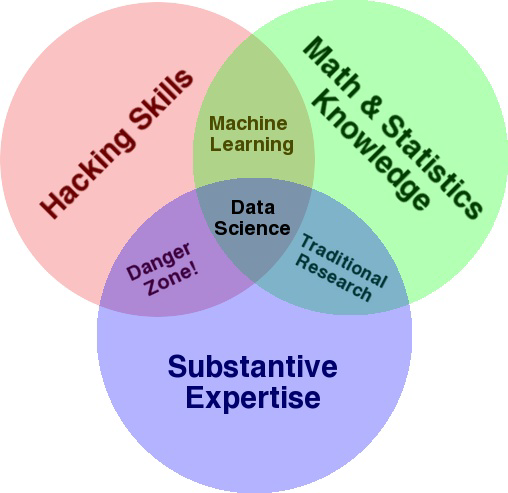 Hacking Skills
Math & Statistics
Knowledge
Machine
Learning
Data
Science
Danger
Zone!
Traditional
Research
Substantive
Expertise